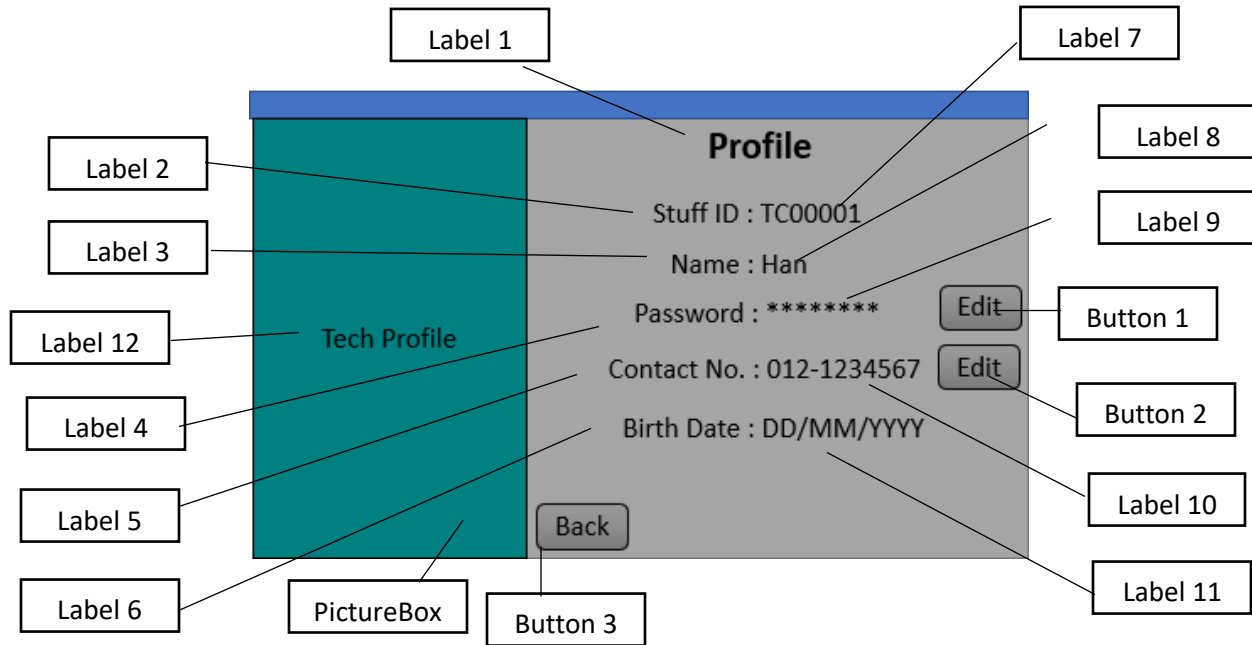 Label 1
Label 7
Label 8
Profile
Label 2
Stuff ID : TC00001
Label 9
Label 3
Name : Han
Password : ********
Edit
Button 1
Label 12
Tech Profile
Contact No. : 012-1234567
Edit
Label 4
Birth Date : DD/MM/YYYY
Button 2
Label 5
Back
Label 10
Label 6
PictureBox
Button 3
Label 11